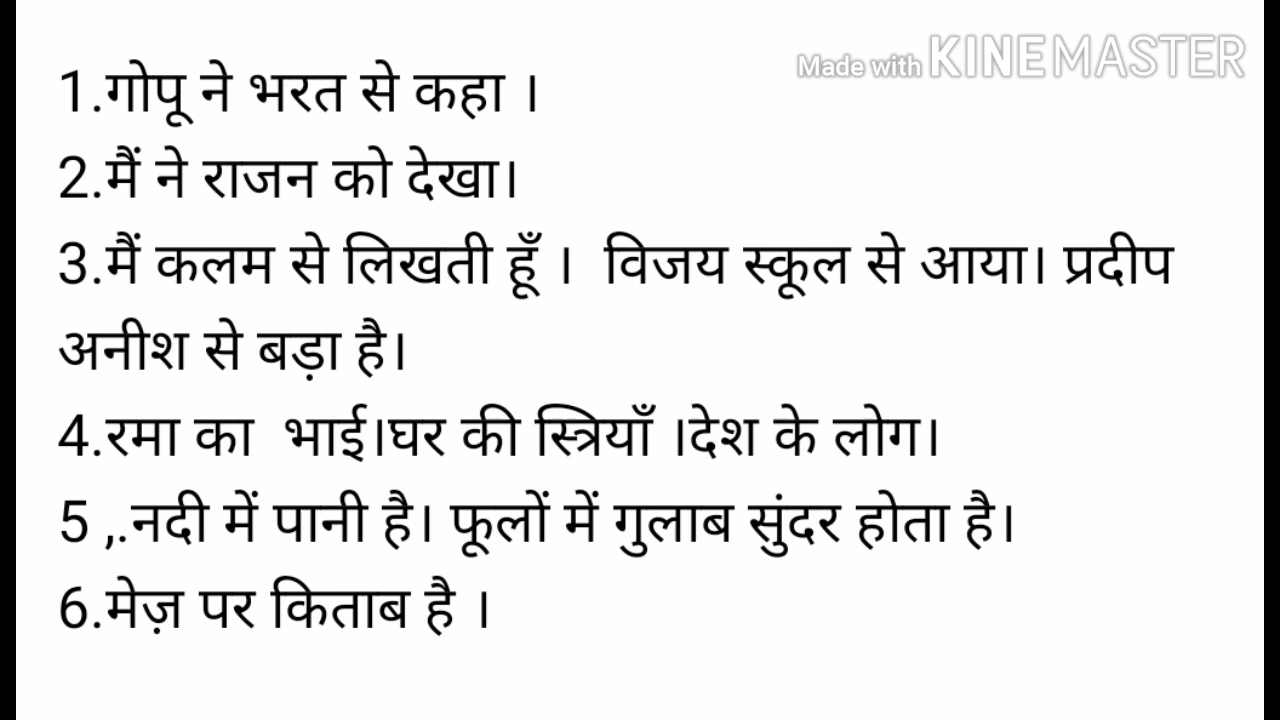 Made with KINEMASTER
1.गोपू ने भरत से कहा ।
2.मैं ने राजन को देखा।
3.मैं कलम से लिखती हूँ ।  विजय स्कूल से आया। प्रदीप
अनीश से बड़ा है।
4.रमा का  भाई।घर की स्त्रियाँ ।देश के लोग।
5 ,.नदी में पानी है। फूलों में गुलाब सुंदर होता है।
6.मेज़ पर किताब है ।